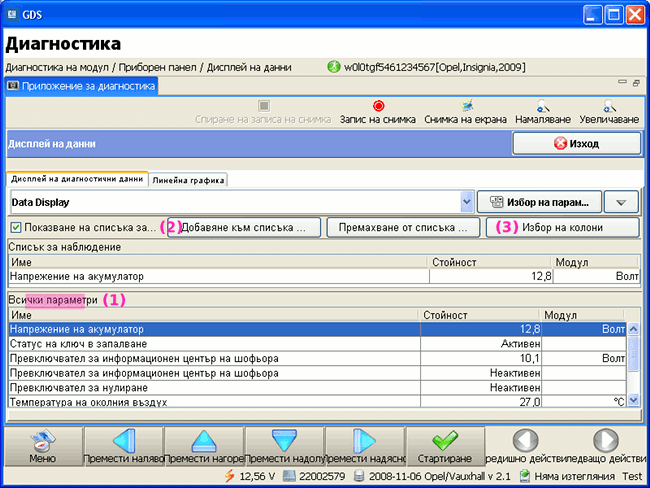 GDS
Диагностика
Диагностика на модул / Приборен панел / Дисплей на данни w0l0tgf5461234567[Opel,Insignia,2009]
Приложение за диагностика
Спиране на записа на снимка Запис на снимка Снимка на екрана Намаляване Увеличаване
Дисплей на данни Изход
Дисплей на диагностични данни Линейна графика
Data Display Избор на парам...
Показване на списъка за... (2) Добавяне към списъка ... Премахване от списъка ... (3) Избор на колони
Списък за наблюдение
Име Стойност Модул
Напрежение на акумулатор 12,8 Волт
Всички параметри (1)
Име Стойност Модул
Напрежение на акумулатор 12,8 Волт
Статус на ключ в запалване Активен
Превключвател за информационен център на шофьора 10,1 Волт
Превключвател за информационен център на шофьора Неактивен
Превключвател за нулиране Неактивен
Температура на околния въздух 27,0 °C
Меню Премести наляво Премести нагоре Премести надолу Премести надясно Стартиране редишно действи педващо действи
12,56 V 22002579 2008-11-06 Opel/Vauxhall v 2.1 Няма изтегляния Test